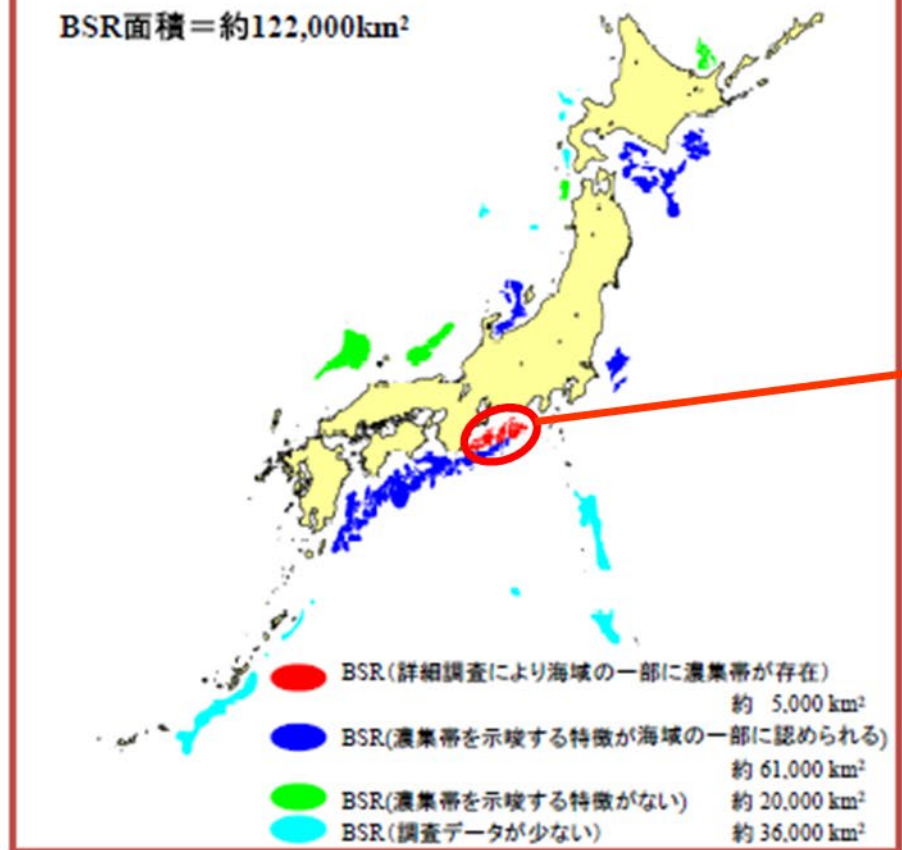 BSR面積＝約122,000km²
BSR（詳細調査により海域の一部に濃集帯が存在）
約 5,000 km²
BSR(濃集帯を示唆する特徴が海域の一部に認められる)
約 61,000 km²
BSR(濃集帯を示唆する特徴がない) 約 20,000 km²
BSR（調査データが少ない） 約 36,000 km²